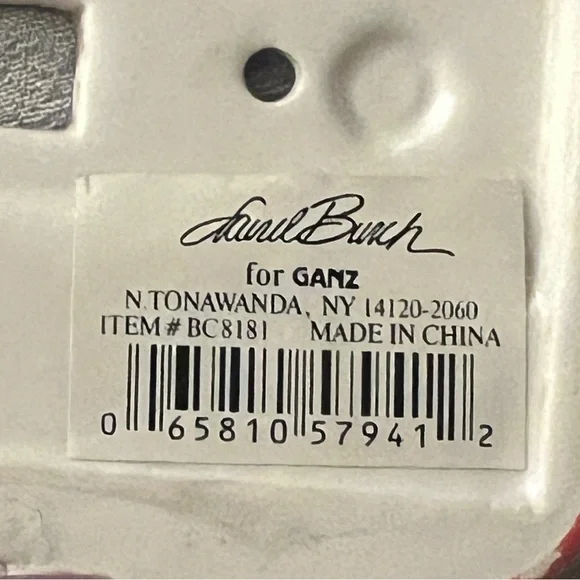 Laurel Burch
for GANZ
N. TONAWANDA, NY 14120-2060
ITEM# BC8181 MADE IN CHINA
0 65810 57941 2